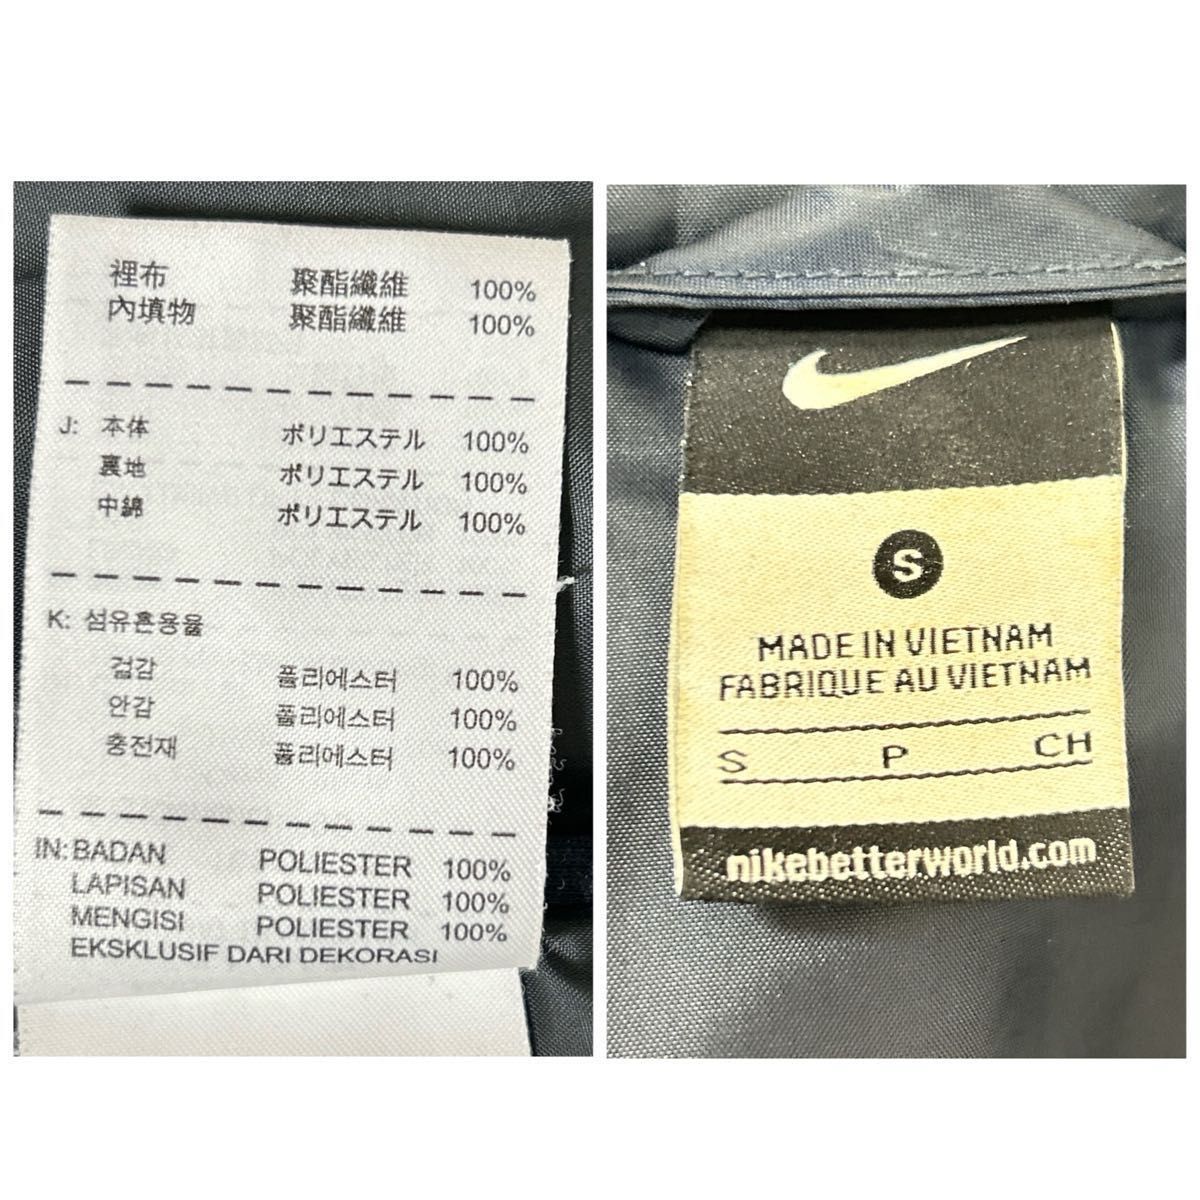 裡布 聚酯纖維 100%
內填物 聚酯纖維 100%
J: 本体 ポリエステル 100%
裏地 ポリエステル 100%
中綿 ポリエステル 100%
K: 섬유혼용율
겉감 폴리에스터 100%
안감 폴리에스터 100%
충전재 폴리에스터 100%
IN: BADAN POLIESTER 100%
LAPISAN POLIESTER 100%
MENGISI POLIESTER 100%
EKSKLUSIF DARI DEKORASI
S
MADE IN VIETNAM
FABRIQUE AU VIETNAM
S P CH
nikebetterworld.com